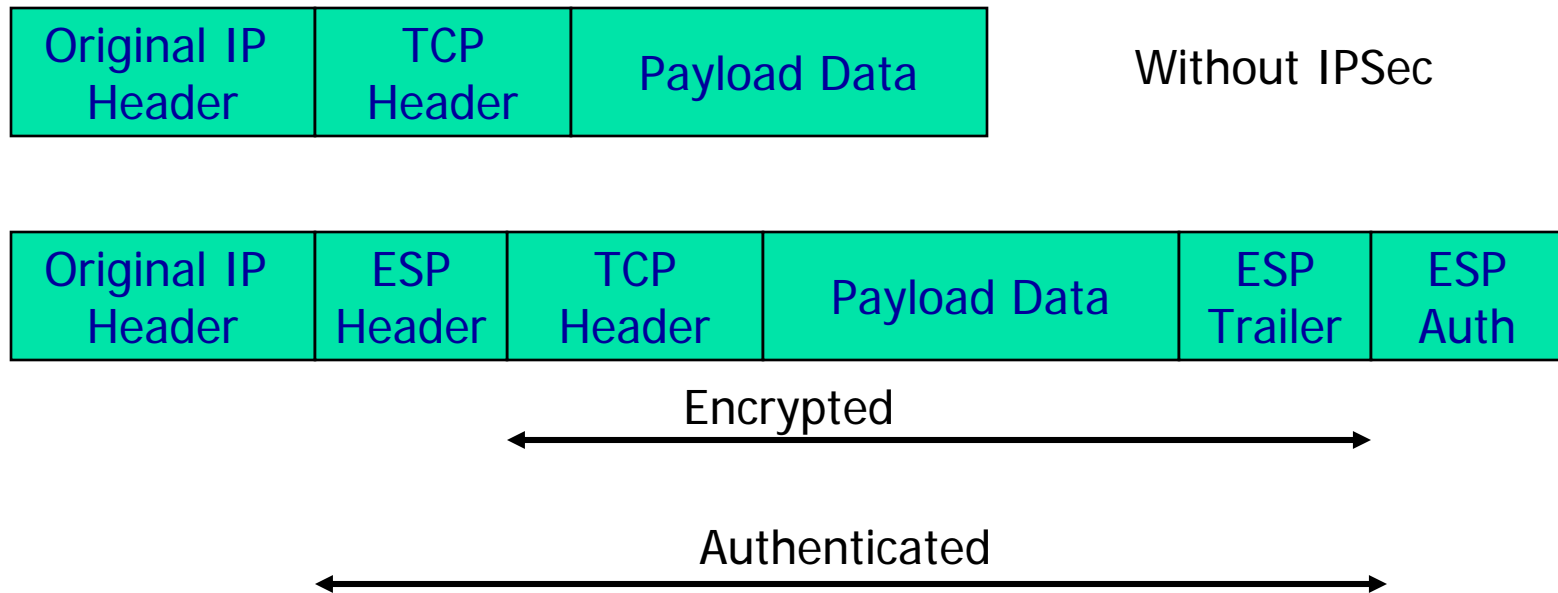 Original IP
Header
TCP
Header
Payload Data
Without IPSec
Original IP
Header
ESP
Header
TCP
Header
Payload Data
ESP
Trailer
ESP
Auth
Encrypted
Authenticated